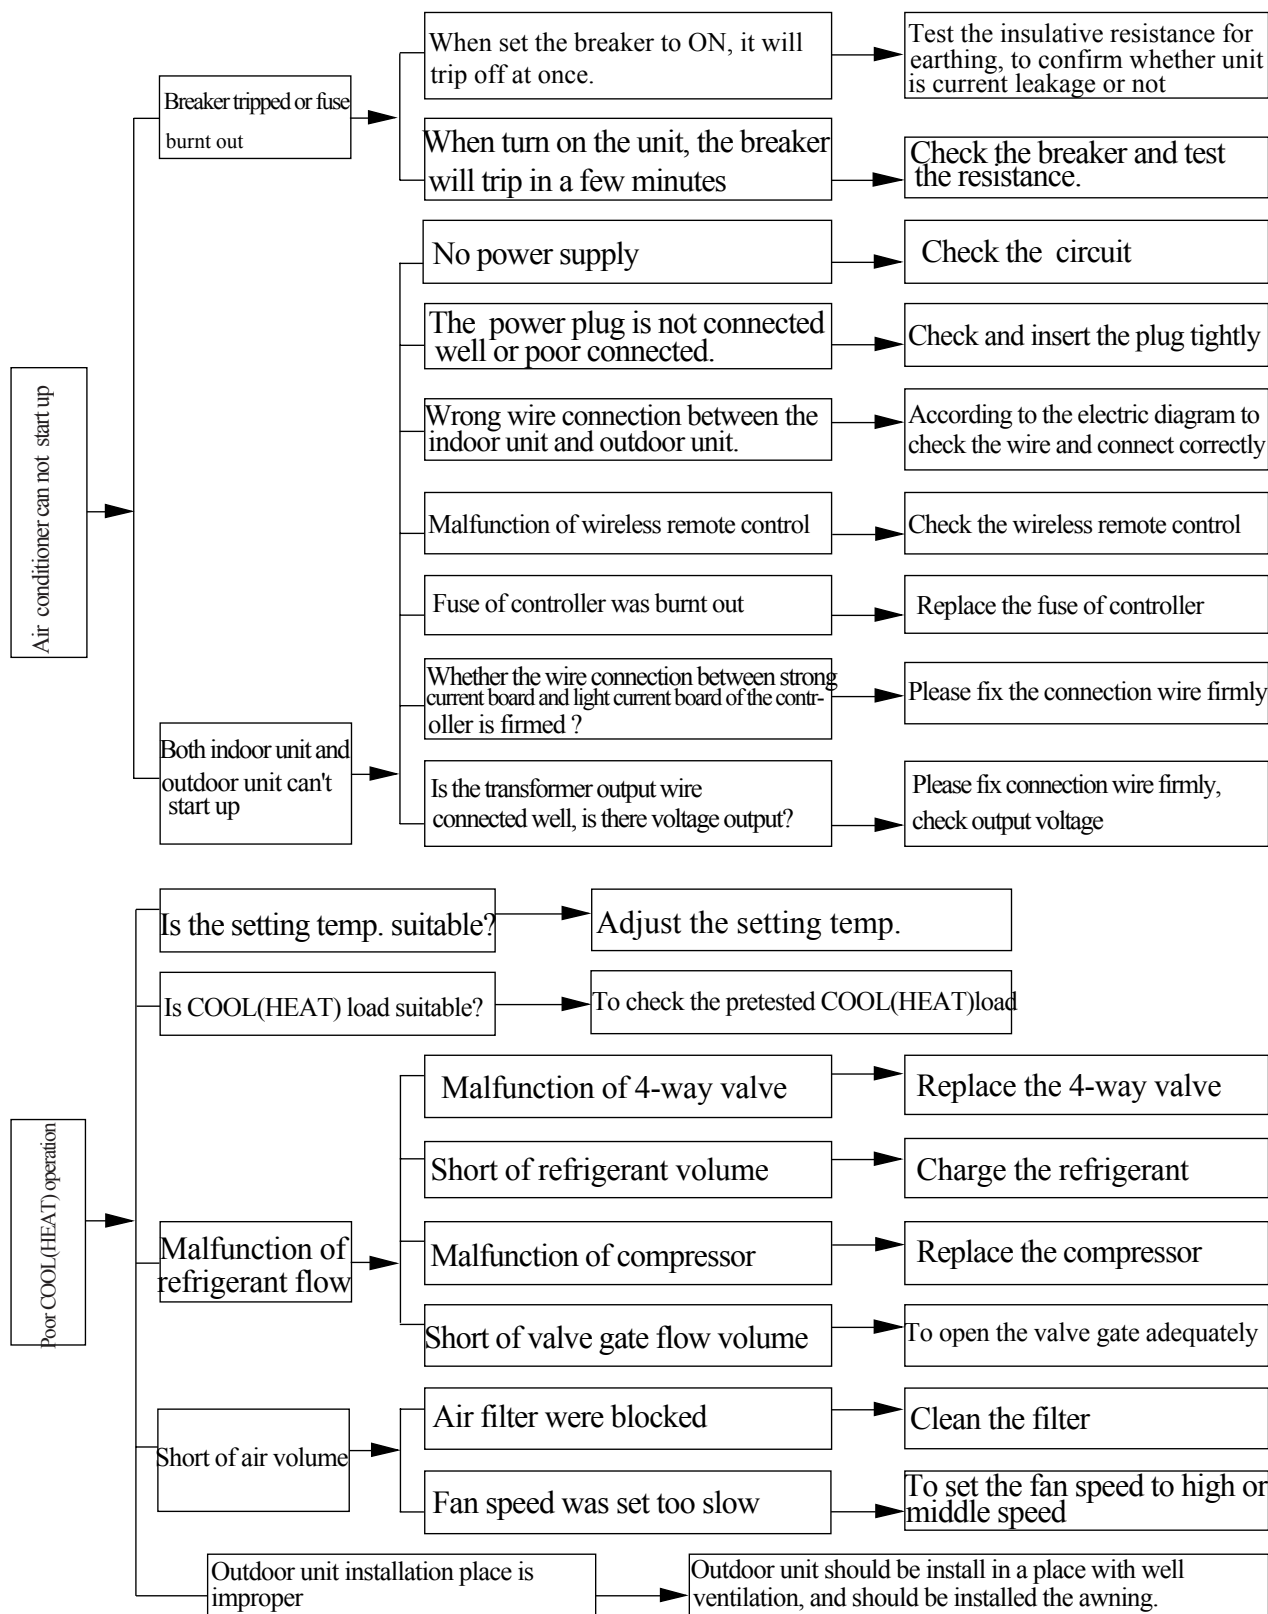 When set the breaker to ON, it will
trip off at once.
Test the insulative resistance for
earthing, to confirm whether unit
is current leakage or not
Breaker tripped or fuse
burnt out
When turn on the unit, the breaker
will trip in a few minutes
Check the breaker and test
the resistance.
No power supply
Check the circuit
The power plug is not connected
well or poor connected.
Check and insert the plug tightly
Air conditioner can not start up
Wrong wire connection between the
indoor unit and outdoor unit.
According to the electric diagram to
check the wire and connect correctly
Malfunction of wireless remote control
Check the wireless remote control
Fuse of controller was burnt out
Replace the fuse of controller
Whether the wire connection between strong
current board and light current board of the contr-
oller is firmed ?
Please fix the connection wire firmly
Both indoor unit and
outdoor unit can't
start up
Is the transformer output wire
connected well, is there voltage output?
Please fix connection wire firmly,
check output voltage
Is the setting temp. suitable?
Adjust the setting temp.
Is COOL(HEAT) load suitable?
To check the pretested COOL(HEAT)load
Poor COOL(HEAT) operation
Malfunction of
refrigerant flow
Malfunction of 4-way valve
Replace the 4-way valve
Short of refrigerant volume
Charge the refrigerant
Malfunction of compressor
Replace the compressor
Short of valve gate flow volume
To open the valve gate adequately
Short of air volume
Air filter were blocked
Clean the filter
Fan speed was set too slow
To set the fan speed to high or
middle speed
Outdoor unit installation place is
improper
Outdoor unit should be install in a place with well
ventilation, and should be installed the awning.